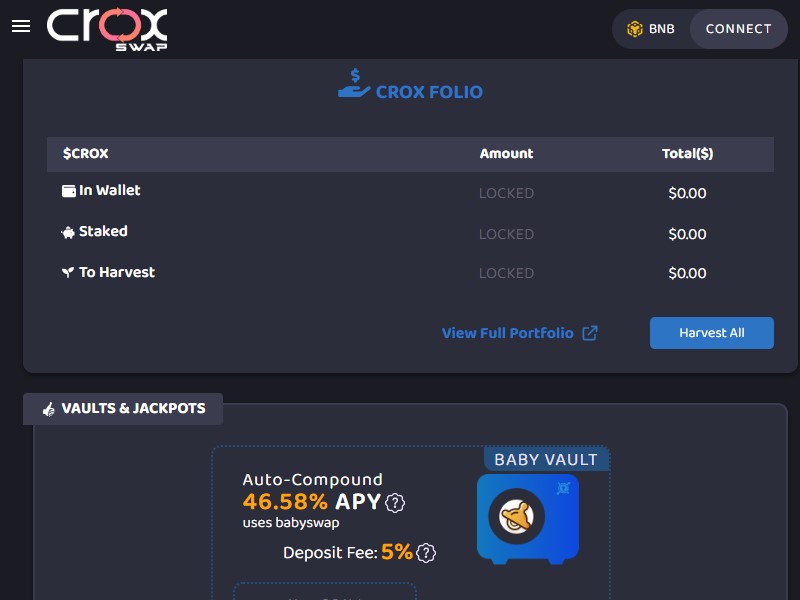 crox
SWAP
BNB
CONNECT
CROX FOLIO
$CROX Amount Total($)
In Wallet LOCKED $0.00
Staked LOCKED $0.00
To Harvest LOCKED $0.00
View Full Portfolio
Harvest All
VAULTS & JACKPOTS
BABY VAULT
Auto-Compound
46.58% APY ?
uses babyswap
Deposit Fee: 5% ?